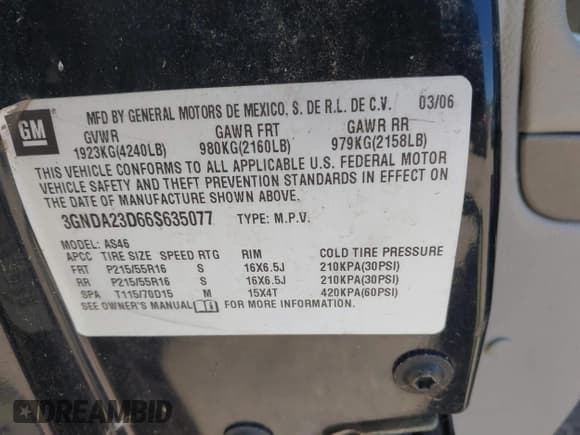 GM
MFD BY GENERAL MOTORS DE MEXICO, S. DE R.L. DE C.V. 03/06
GVWR GAWR FRT GAWR RR
1923KG(4240LB) 980KG(2160LB) 979KG(2158LB)
THIS VEHICLE CONFORMS TO ALL APPLICABLE U.S. FEDERAL MOTOR
VEHICLE SAFETY AND THEFT PREVENTION STANDARDS IN EFFECT ON
THE DATE OF MANUFACTURE SHOWN ABOVE.
3GNDA23D66S635077 TYPE: M.P.V.
MODEL: AS46
APCC TIRE SIZE SPEED RTG RIM COLD TIRE PRESSURE
FRT P215/55R16 S 16X6.5J 210KPA(30PSI)
RR P215/55R16 S 16X6.5J 210KPA(30PSI)
SPA T115/70D15 M 15X4T 420KPA(60PSI)
SEE OWNER'S MANUAL FOR MORE INFORMATION.
DREAMBID